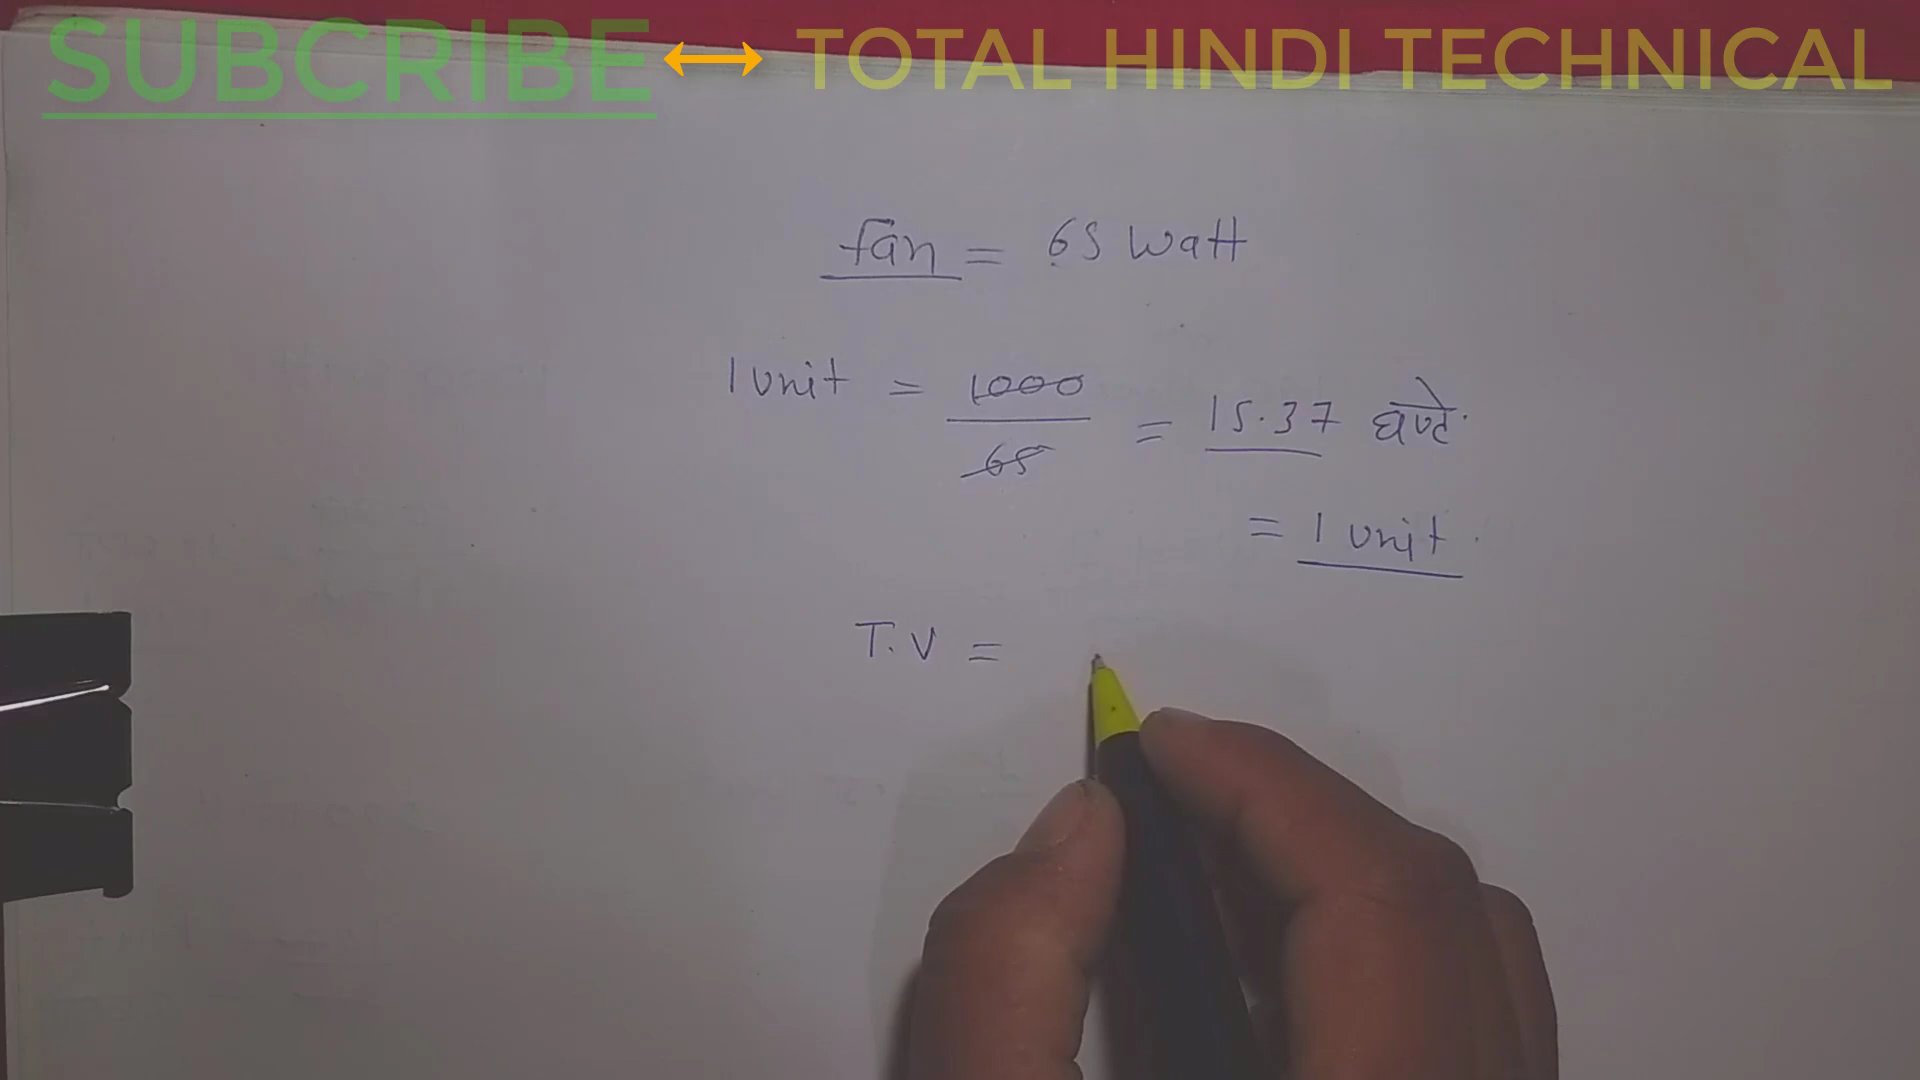 SUBCRIBE ↔ TOTAL HINDI TECHNICAL
fan = 65 Watt
1 unit = 1000/65 = 15.37 घण्टे
= 1 unit.
T.V =